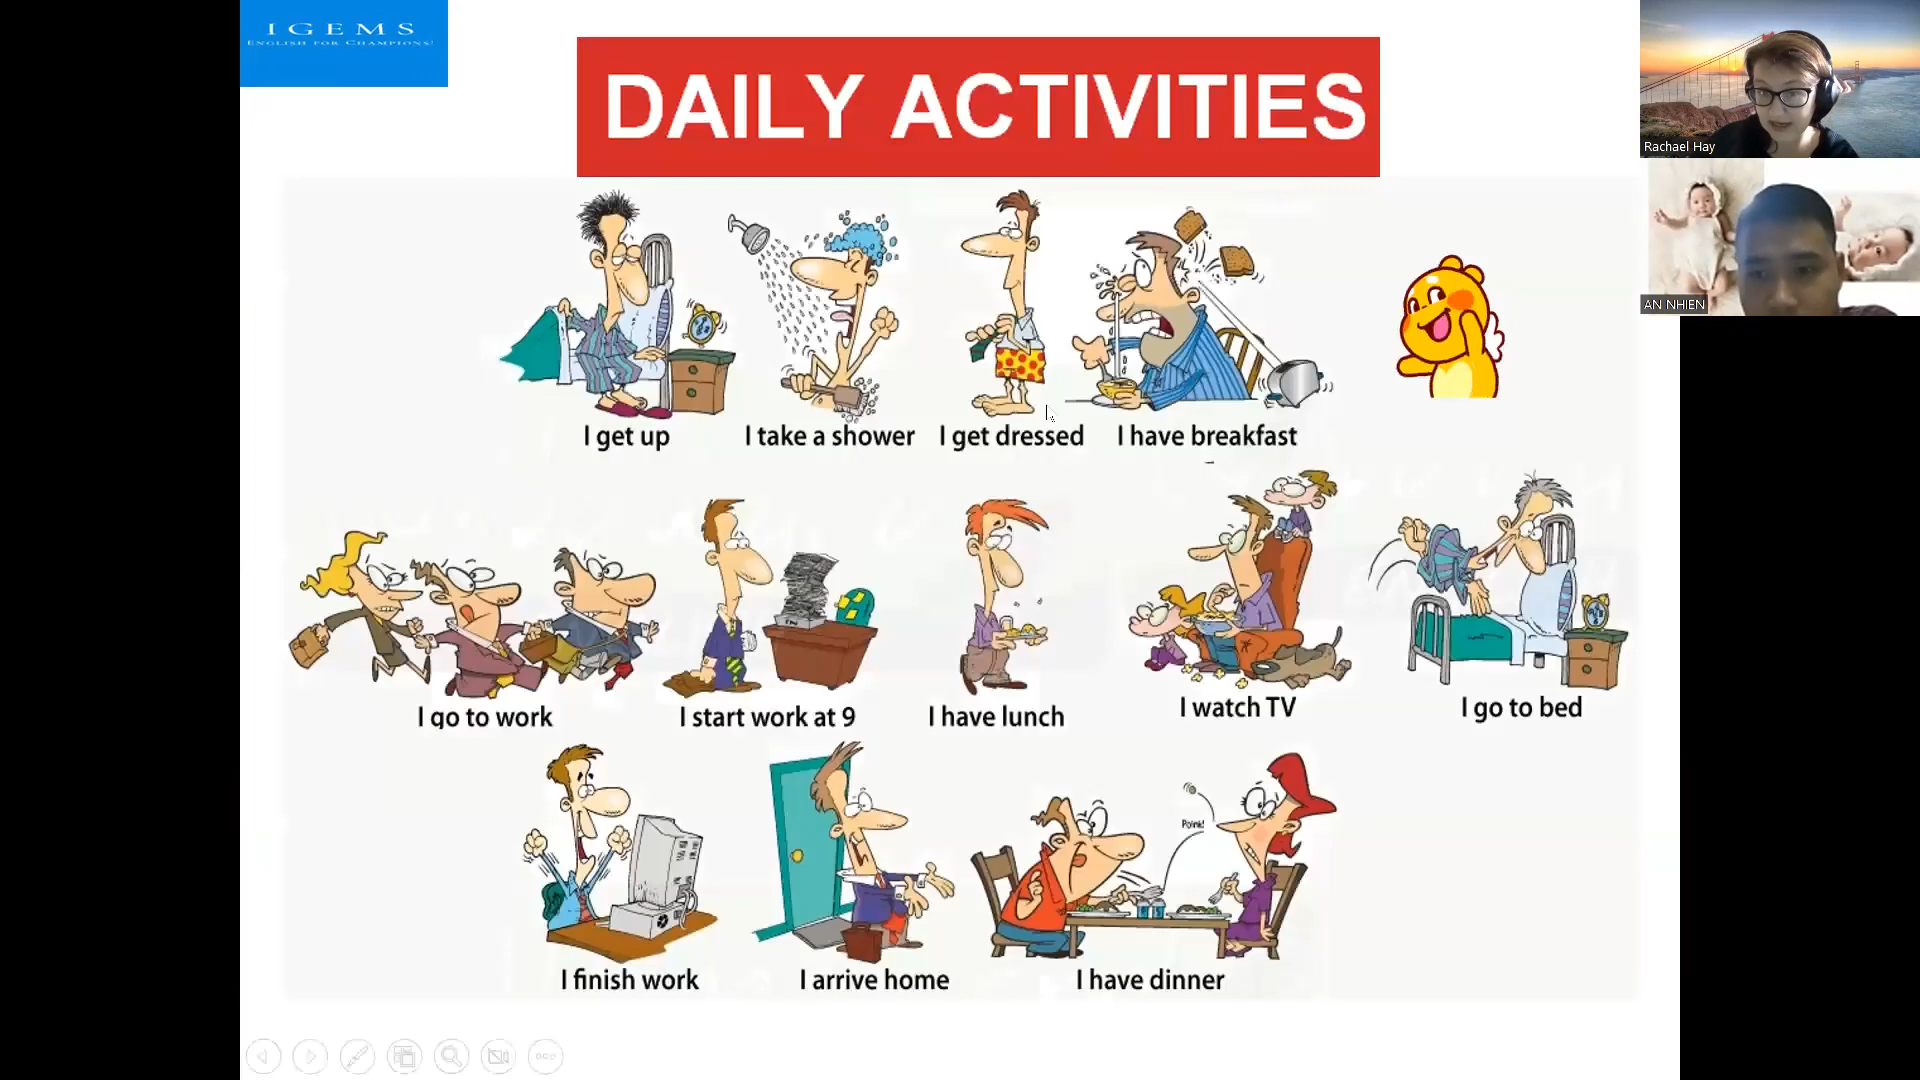 IGEMS
ENGLISH FOR CHAMPIONS!
DAILY ACTIVITIES
Rachael Hay
AN NHIEN
I get up
I take a shower
I get dressed
I have breakfast
I go to work
I start work at 9
I have lunch
I watch TV
I go to bed
Poink!
I finish work
I arrive home
I have dinner